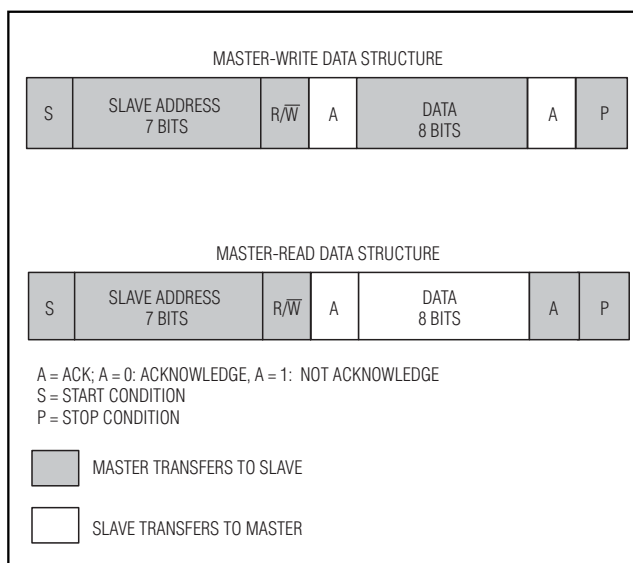 MASTER-WRITE DATA STRUCTURE
S SLAVE ADDRESS 7 BITS R/W̅ A DATA 8 BITS A P
MASTER-READ DATA STRUCTURE
S SLAVE ADDRESS 7 BITS R/W̅ A DATA 8 BITS A P
A = ACK; A = 0: ACKNOWLEDGE, A = 1: NOT ACKNOWLEDGE
S = START CONDITION
P = STOP CONDITION
MASTER TRANSFERS TO SLAVE
SLAVE TRANSFERS TO MASTER